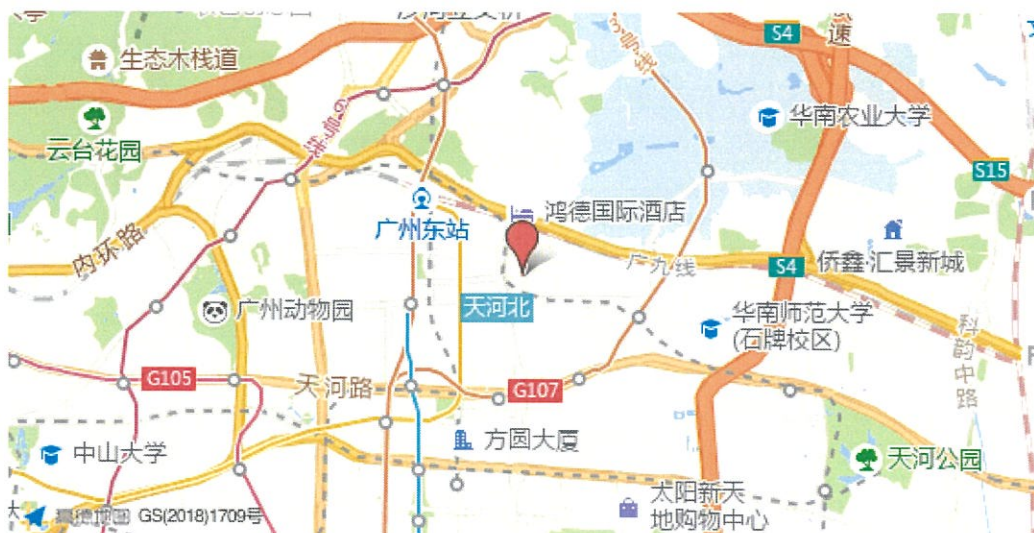 S4
3号线
生态木栈道
华南农业大学
云台花园
S15
广州东站
鸿德国际酒店
内环路
广九线
S4
侨鑫·汇景新城
广州动物园
天河北
华南师范大学
(石牌校区)
科韵中路
G105
天河路
G107
中山大学
方圆大厦
天河公园
太阳新天
地购物中心
高德地图 GS(2018)1709号